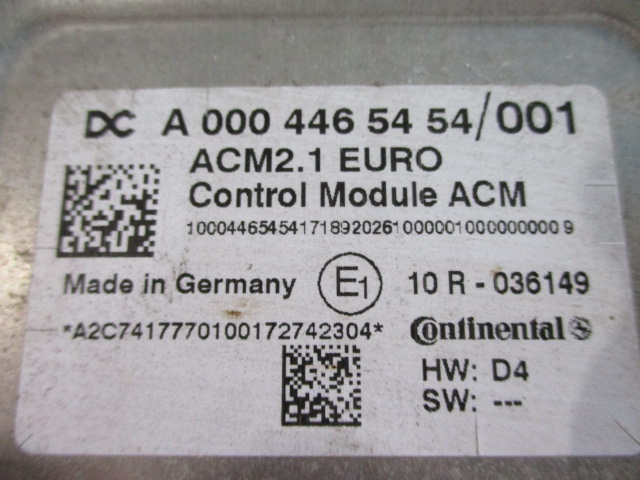 DC A 000 446 54 54/001
ACM2.1 EURO
Control Module ACM
10004465454171892026100000100000000009
Made in Germany E1 10 R - 036149
*A2C7417770100172742304* Continental
HW: D4
SW: ---